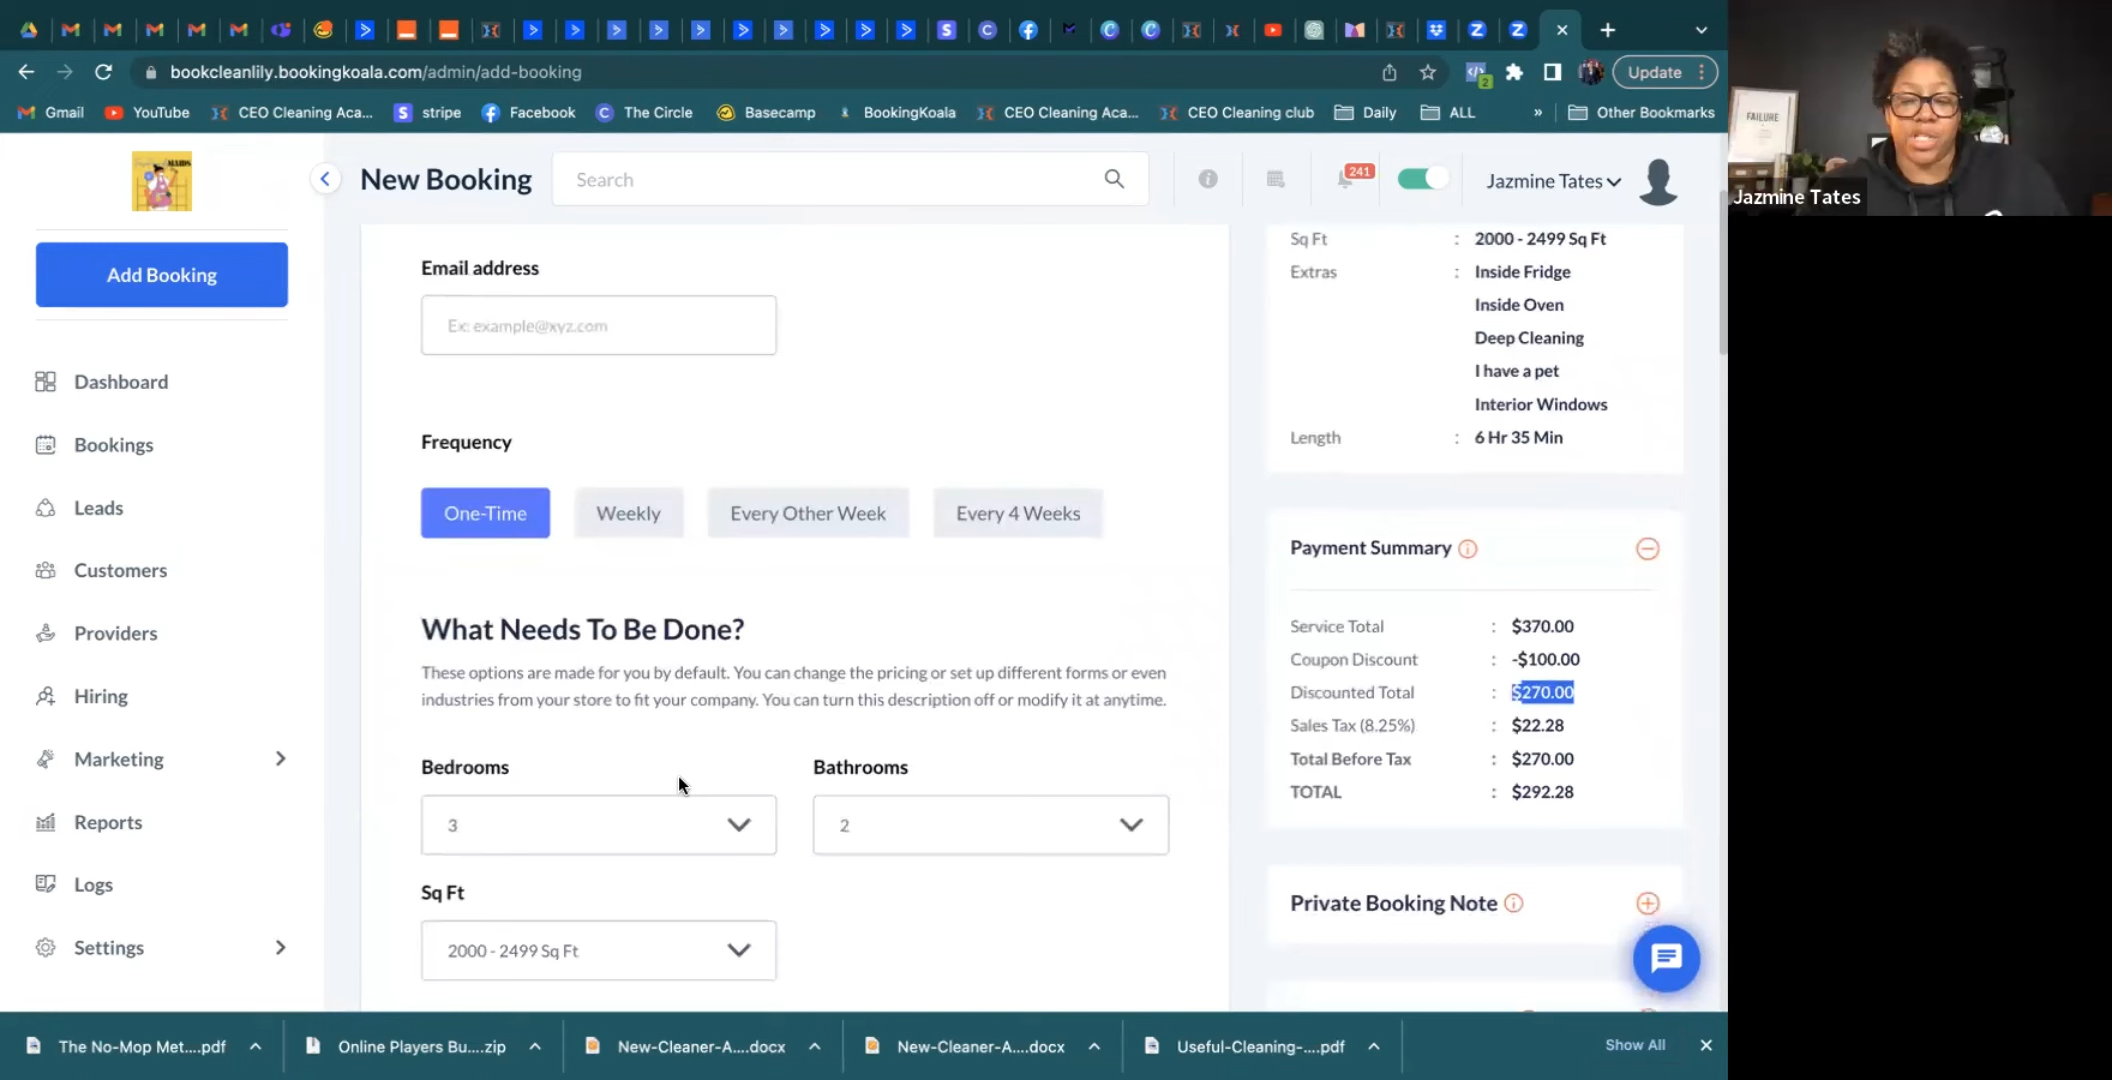 bookcleanlily.bookingkoala.com/admin/add-booking
Update
Gmail
YouTube
CEO Cleaning Aca...
stripe
Facebook
The Circle
Basecamp
BookingKoala
CEO Cleaning Aca...
CEO Cleaning club
Daily
ALL
»
Other Bookmarks
MAIDS
New Booking
Search
241
Jazmine Tates
FAILURE
Jazmine Tates
Add Booking
Dashboard
Bookings
Leads
Customers
Providers
Hiring
Marketing
Reports
Logs
Settings
Email address
Ex: example@xyz.com
Frequency
One-Time
Weekly
Every Other Week
Every 4 Weeks
What Needs To Be Done?
These options are made for you by default. You can change the pricing or set up different forms or even
industries from your store to fit your company. You can turn this description off or modify it at anytime.
Bedrooms
3
Bathrooms
2
Sq Ft
2000 - 2499 Sq Ft
Sq Ft : 2000 - 2499 Sq Ft
Extras : Inside Fridge
Inside Oven
Deep Cleaning
I have a pet
Interior Windows
Length : 6 Hr 35 Min
Payment Summary
Service Total : $370.00
Coupon Discount : -$100.00
Discounted Total : $270.00
Sales Tax (8.25%) : $22.28
Total Before Tax : $270.00
TOTAL : $292.28
Private Booking Note
The No-Mop Met....pdf
Online Players Bu....zip
New-Cleaner-A....docx
New-Cleaner-A....docx
Useful-Cleaning-....pdf
Show All